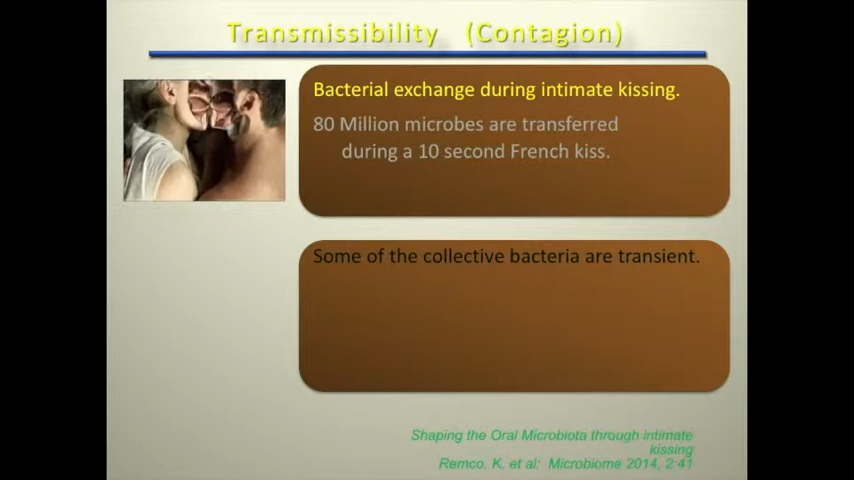 Transmissibility (Contagion)
Bacterial exchange during intimate kissing.
80 Million microbes are transferred
during a 10 second French kiss.
Some of the collective bacteria are transient.
Shaping the Oral Microbiota through intimate
kissing
Remco. K. et al: Microbiome 2014, 2:41